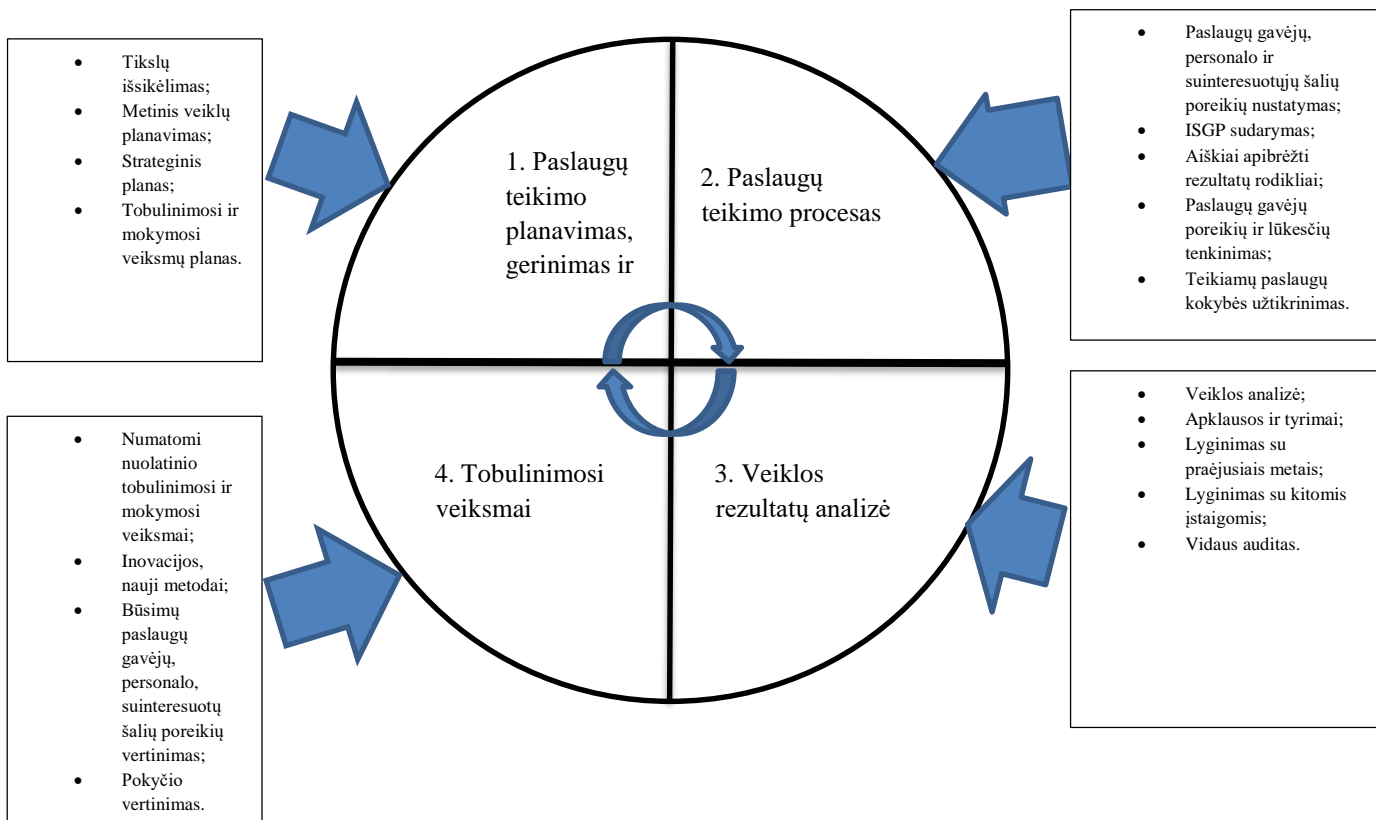 Tikslų
išsikėlimas;
Metinis veiklų
planavimas;
Strateginis
planas;
Tobulinimosi ir
mokymosi
veiksmų planas.
1. Paslaugų
teikimo
planavimas,
gerinimas ir
2. Paslaugų
teikimo procesas
Paslaugų gavėjų,
personalo ir
suinteresuotųjų šalių
poreikių nustatymas;
ISGP sudarymas;
Aiškiai apibrėžti
rezultatų rodikliai;
Paslaugų gavėjų
poreikių ir lūkesčių
tenkinimas;
Teikiamų paslaugų
kokybės užtikrinimas.
Numatomi
nuolatinio
tobulinimosi ir
mokymosi
veiksmai;
Inovacijos,
nauji metodai;
Būsimų
paslaugų
gavėjų,
personalo,
suinteresuotų
šalių poreikių
vertinimas;
Pokyčio
vertinimas.
4. Tobulinimosi
veiksmai
3. Veiklos
rezultatų analizė
Veiklos analizė;
Apklausos ir tyrimai;
Lyginimas su
praėjusiais metais;
Lyginimas su kitomis
įstaigomis;
Vidaus auditas.